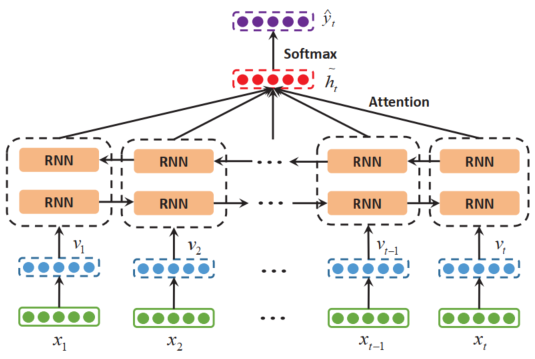 ŷₜ
Softmax
h̃ₜ
Attention
RNN RNN ... RNN RNN
RNN RNN ... RNN RNN
v₁ v₂ vₜ₋₁ vₜ
...
x₁ x₂ ... xₜ₋₁ xₜ